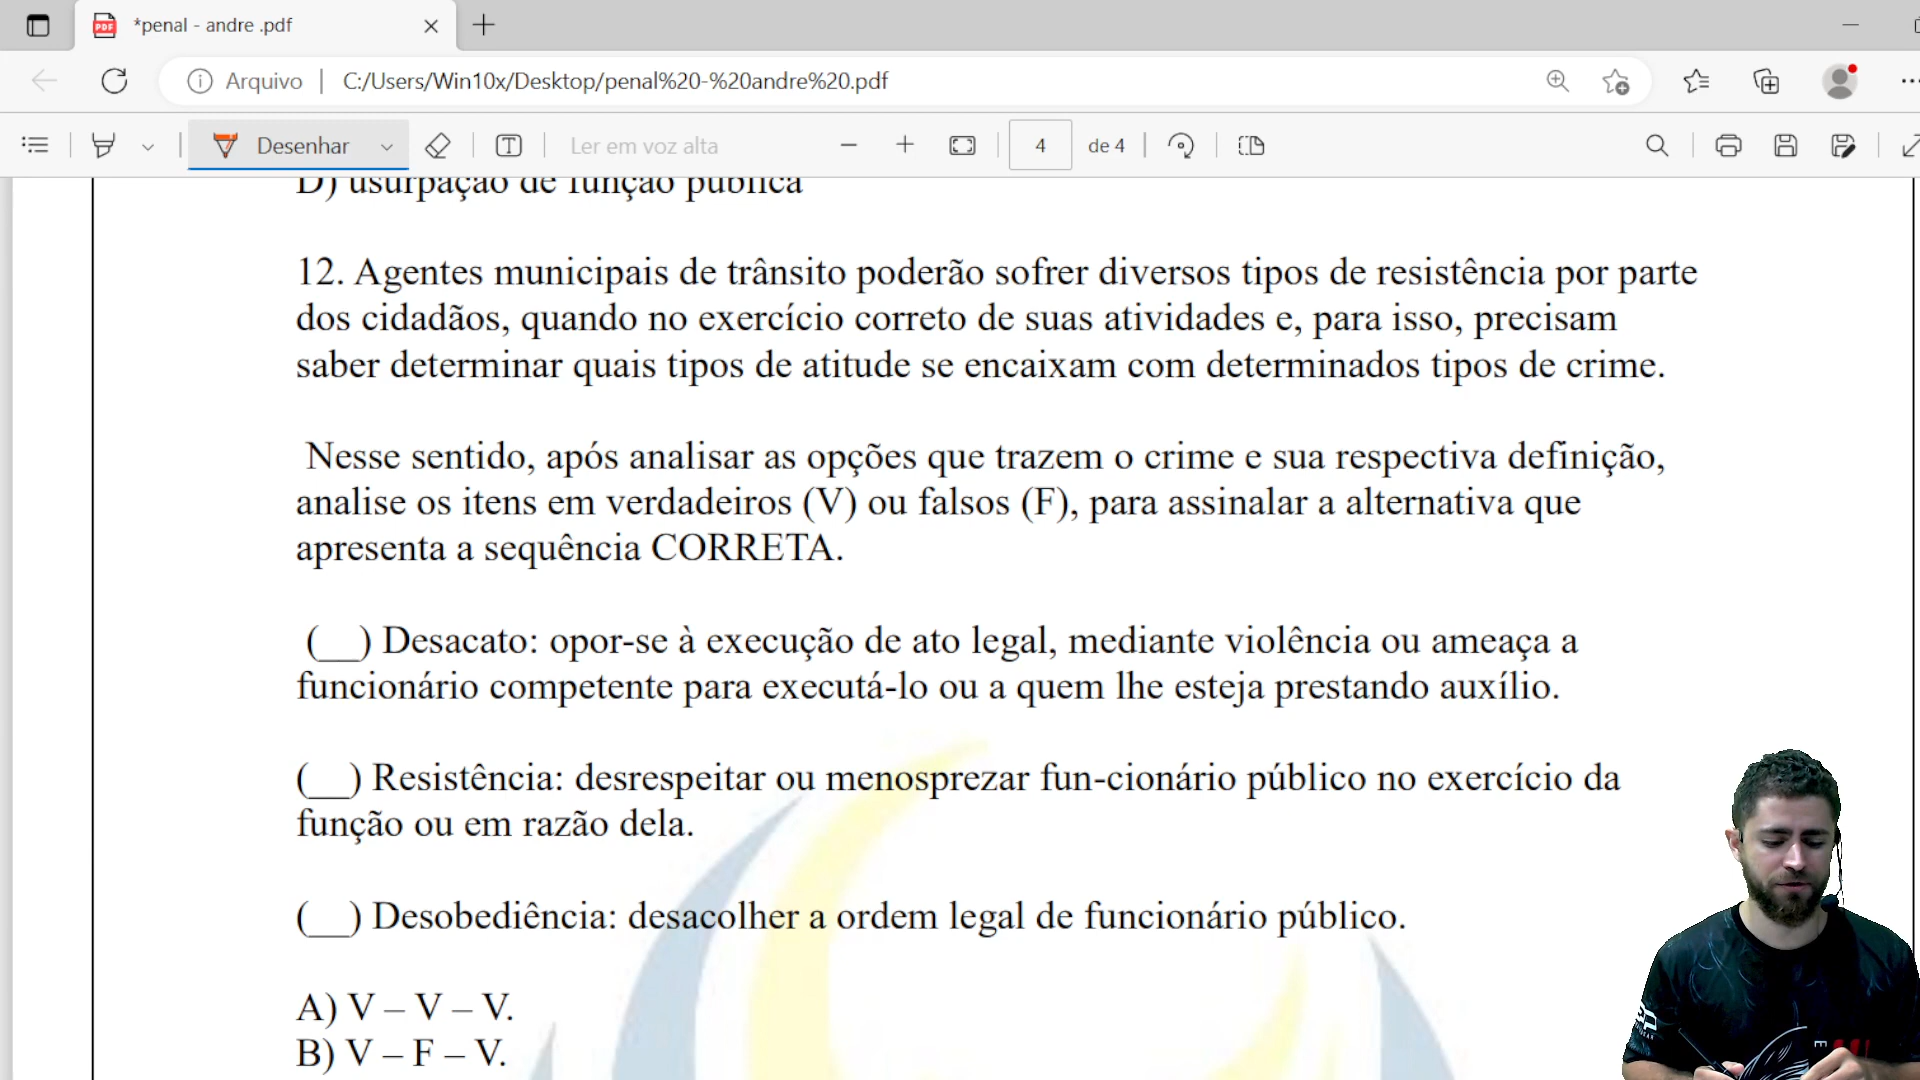 *penal - andre .pdf
Arquivo
C:/Users/Win10x/Desktop/penal%20-%20andre%20.pdf
Desenhar
Ler em voz alta
4
de 4
D) usurpação de função pública
12. Agentes municipais de trânsito poderão sofrer diversos tipos de resistência por parte
dos cidadãos, quando no exercício correto de suas atividades e, para isso, precisam
saber determinar quais tipos de atitude se encaixam com determinados tipos de crime.
Nesse sentido, após analisar as opções que trazem o crime e sua respectiva definição,
analise os itens em verdadeiros (V) ou falsos (F), para assinalar a alternativa que
apresenta a sequência CORRETA.
(__) Desacato: opor-se à execução de ato legal, mediante violência ou ameaça a
funcionário competente para executá-lo ou a quem lhe esteja prestando auxílio.
(__) Resistência: desrespeitar ou menosprezar fun-cionário público no exercício da
função ou em razão dela.
(__) Desobediência: desacolher a ordem legal de funcionário público.
A) V – V – V.
B) V – F – V.